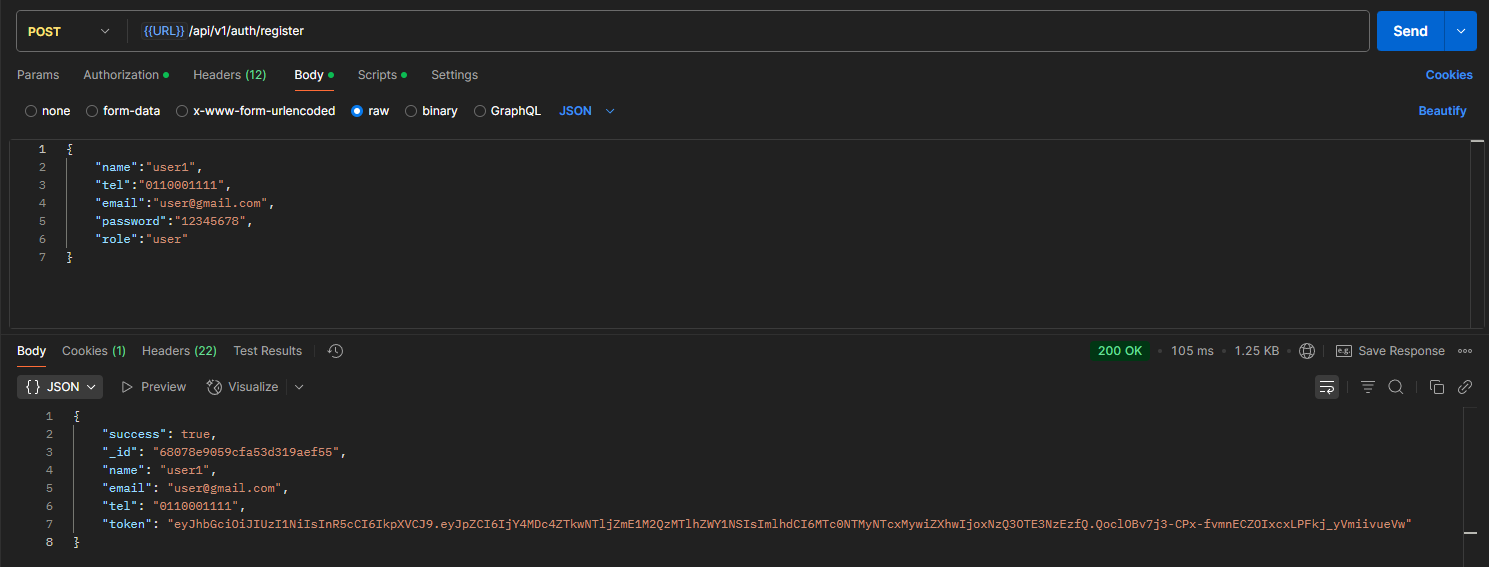 POST {{URL}} /api/v1/auth/register Send
Params Authorization Headers (12) Body Scripts Settings Cookies
none form-data x-www-form-urlencoded raw binary GraphQL JSON Beautify
1 {
2 "name":"user1",
3 "tel":"0110001111",
4 "email":"user@gmail.com",
5 "password":"12345678",
6 "role":"user"
7 }
Body Cookies (1) Headers (22) Test Results 200 OK • 105 ms • 1.25 KB • e.g. Save Response
{} JSON Preview Visualize
1 {
2 "success": true,
3 "_id": "68078e9059cfa53d319aef55",
4 "name": "user1",
5 "email": "user@gmail.com",
6 "tel": "0110001111",
7 "token": "eyJhbGciOiJIUzI1NiIsInR5cCI6IkpXVCJ9.eyJpZCI6IjY4MDc4ZTkwNTljZmE1M2QzMTlhZWY1NSIsImlhdCI6MTc0NTMyNTcxMywiZXhwIjoxNzQ3OTE3NzEzfQ.QoclOBv7j3-CPx-fvmnECZOIxcxLPFkj_yVmiivueVw"
8 }